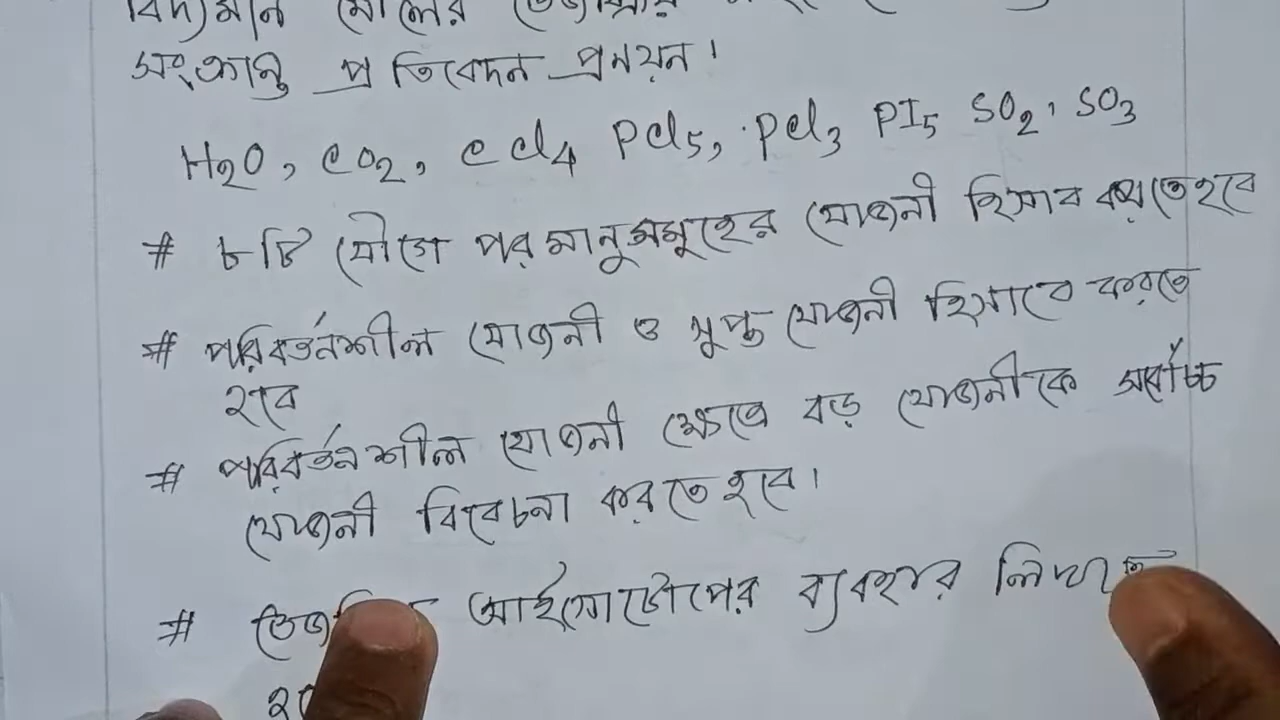 বিদ্যমান মৌলের
সংক্রান্ত প্রতিবেদন প্রনয়ন।
H2O, CO2, CCl4 PCl5, PCl3 PI5 SO2, SO3
# ৮টি যৌগে পরমানুসমূহের যোজনী হিসাব করতে হবে
# পরিবর্তনশীল যোজনী ও সুপ্ত যোজনী হিসাবে করতে
হবে
# পরিবর্তনশীল যোজনী ক্ষেত্রে বড় যোজনীকে সর্বোচ্চ
যোজনী বিবেচনা করতে হবে।
# আইসোটোপের ব্যবহার